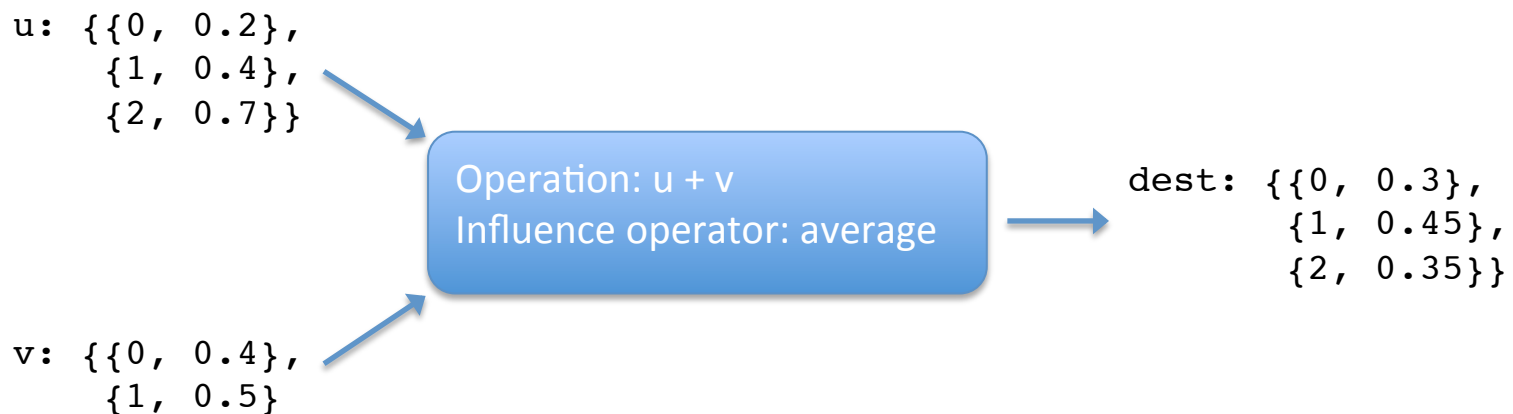 u: {{0, 0.2},
{1, 0.4},
{2, 0.7}}
Operation: u + v
Influence operator: average
dest: {{0, 0.3},
{1, 0.45},
{2, 0.35}}
v: {{0, 0.4},
{1, 0.5}